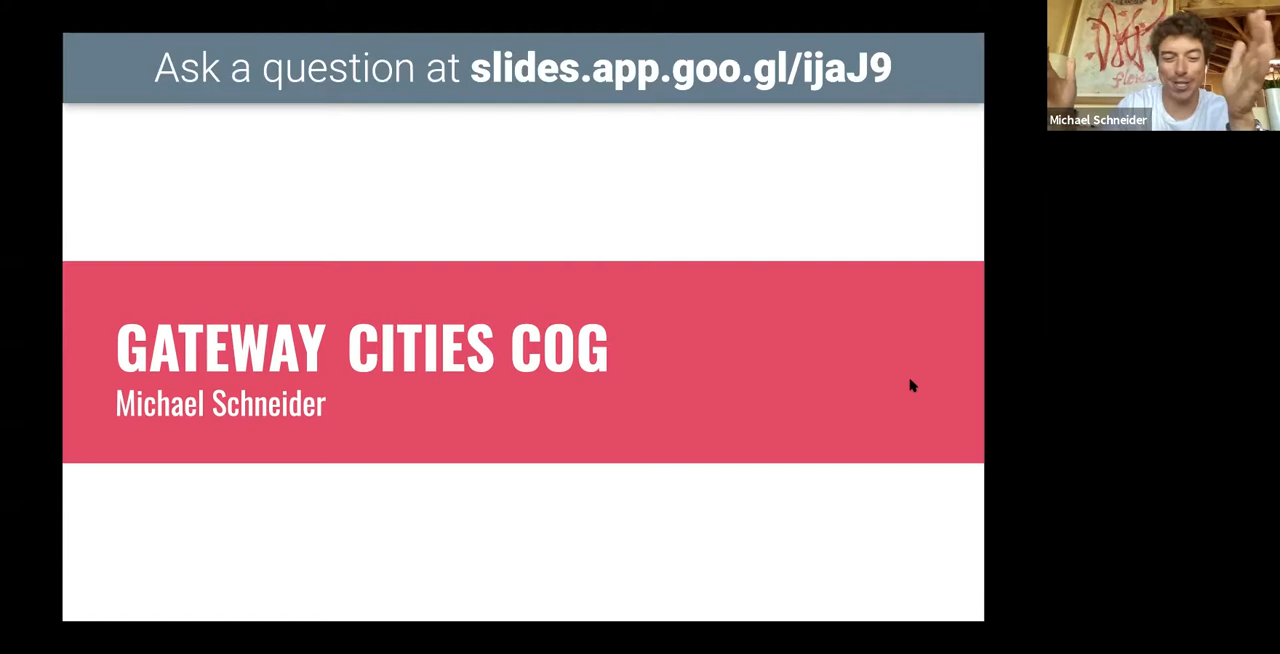 Ask a question at slides.app.goo.gl/ijaJ9
GATEWAY CITIES COG
Michael Schneider
Michael Schneider